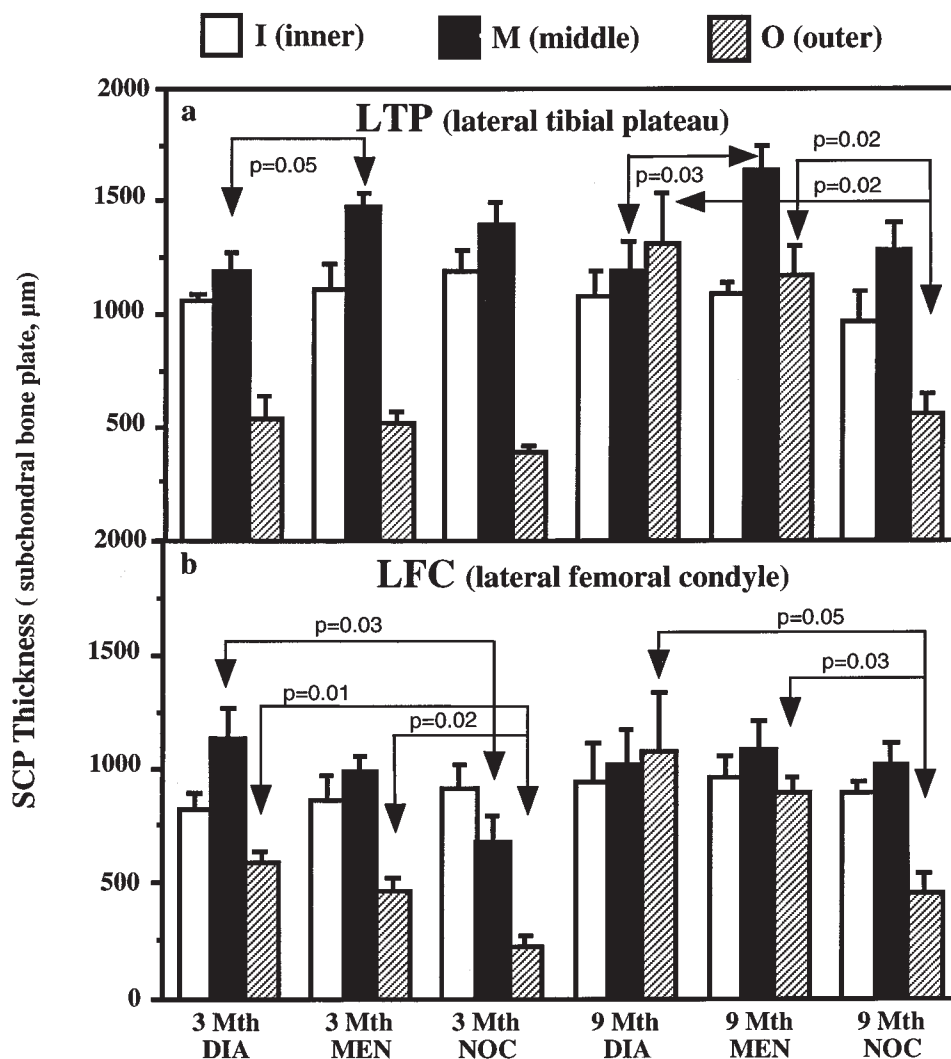 I (inner) M (middle) O (outer)
2000
a
LTP (lateral tibial plateau)
p=0.05
p=0.03
p=0.02
p=0.02
1500
1000
500
2000
b
LFC (lateral femoral condyle)
p=0.03
p=0.01
p=0.02
p=0.05
p=0.03
1500
1000
500
0
SCP Thickness ( subchondral bone plate, µm)
3 Mth 3 Mth 3 Mth 9 Mth 9 Mth 9 Mth
DIA MEN NOC DIA MEN NOC